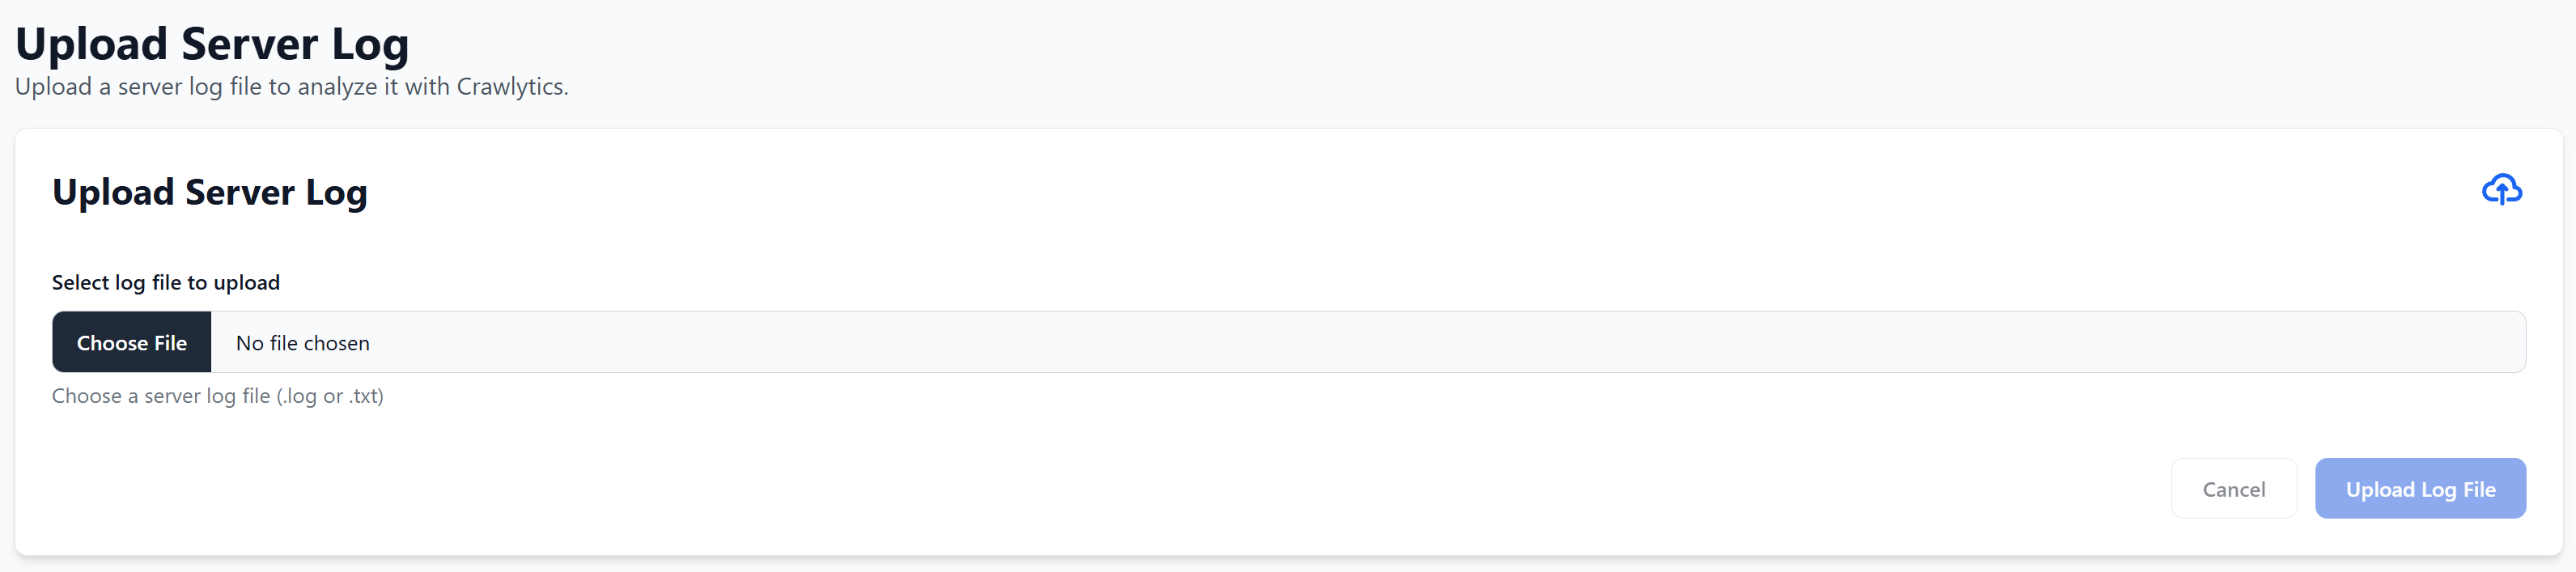 Upload Server Log
Upload a server log file to analyze it with Crawlytics.
Upload Server Log
Select log file to upload
Choose File No file chosen
Choose a server log file (.log or .txt)
Cancel Upload Log File